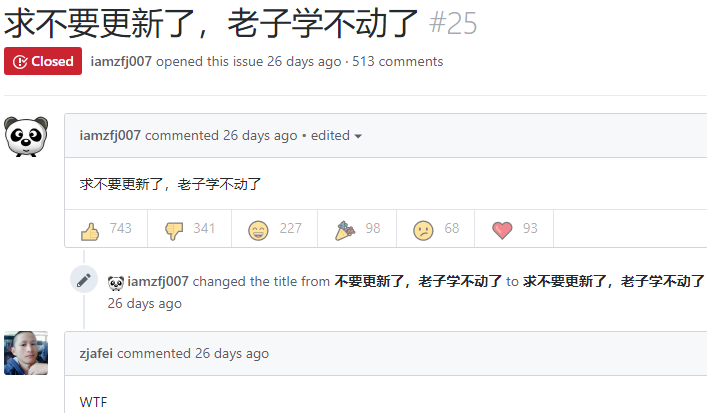 求不要更新了，老子学不动了 #25
Closed iamzfj007 opened this issue 26 days ago · 513 comments
iamzfj007 commented 26 days ago • edited
求不要更新了，老子学不动了
743 341 227 98 68 93
iamzfj007 changed the title from 不要更新了，老子学不动了 to 求不要更新了，老子学不动了
26 days ago
zjafei commented 26 days ago
WTF